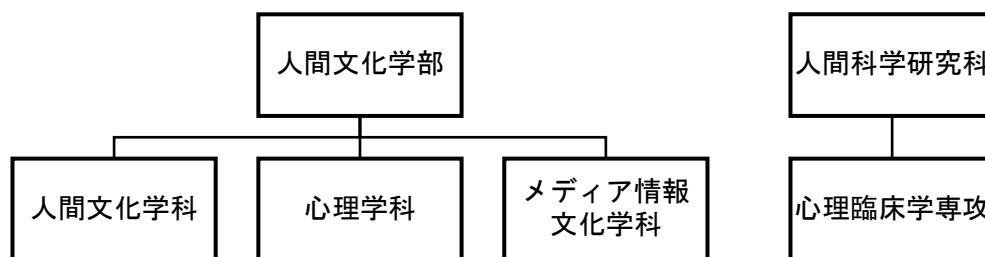 人間文化学部
人間科学研究科
人間文化学科
心理学科
メディア情報
文化学科
心理臨床学専攻